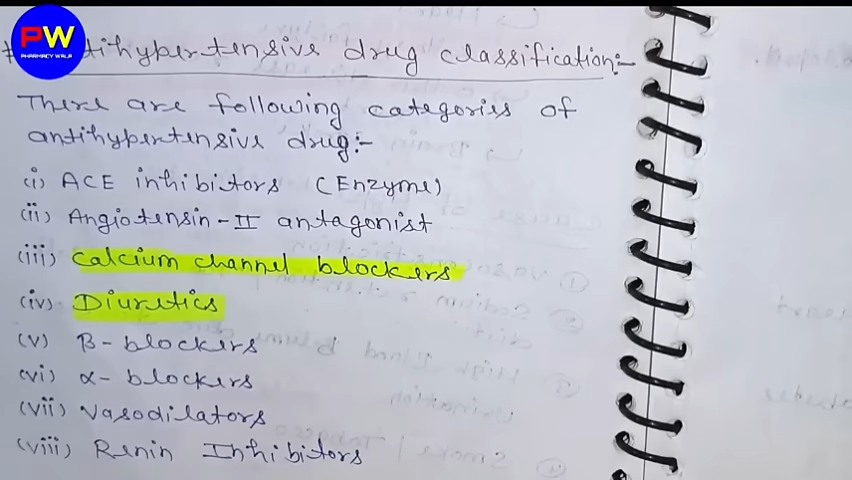 PW
PHARMACY WALA
Antihypertensive drug classification:-
There are following categories of
antihypertensive drug:-
(i) ACE inhibitors (Enzyme)
(ii) Angiotensin-II antagonist
(iii) Calcium channel blockers
(iv) Diuretics
(v) β-blockers
(vi) α-blockers
(vii) Vasodilators
(viii) Renin Inhibitors